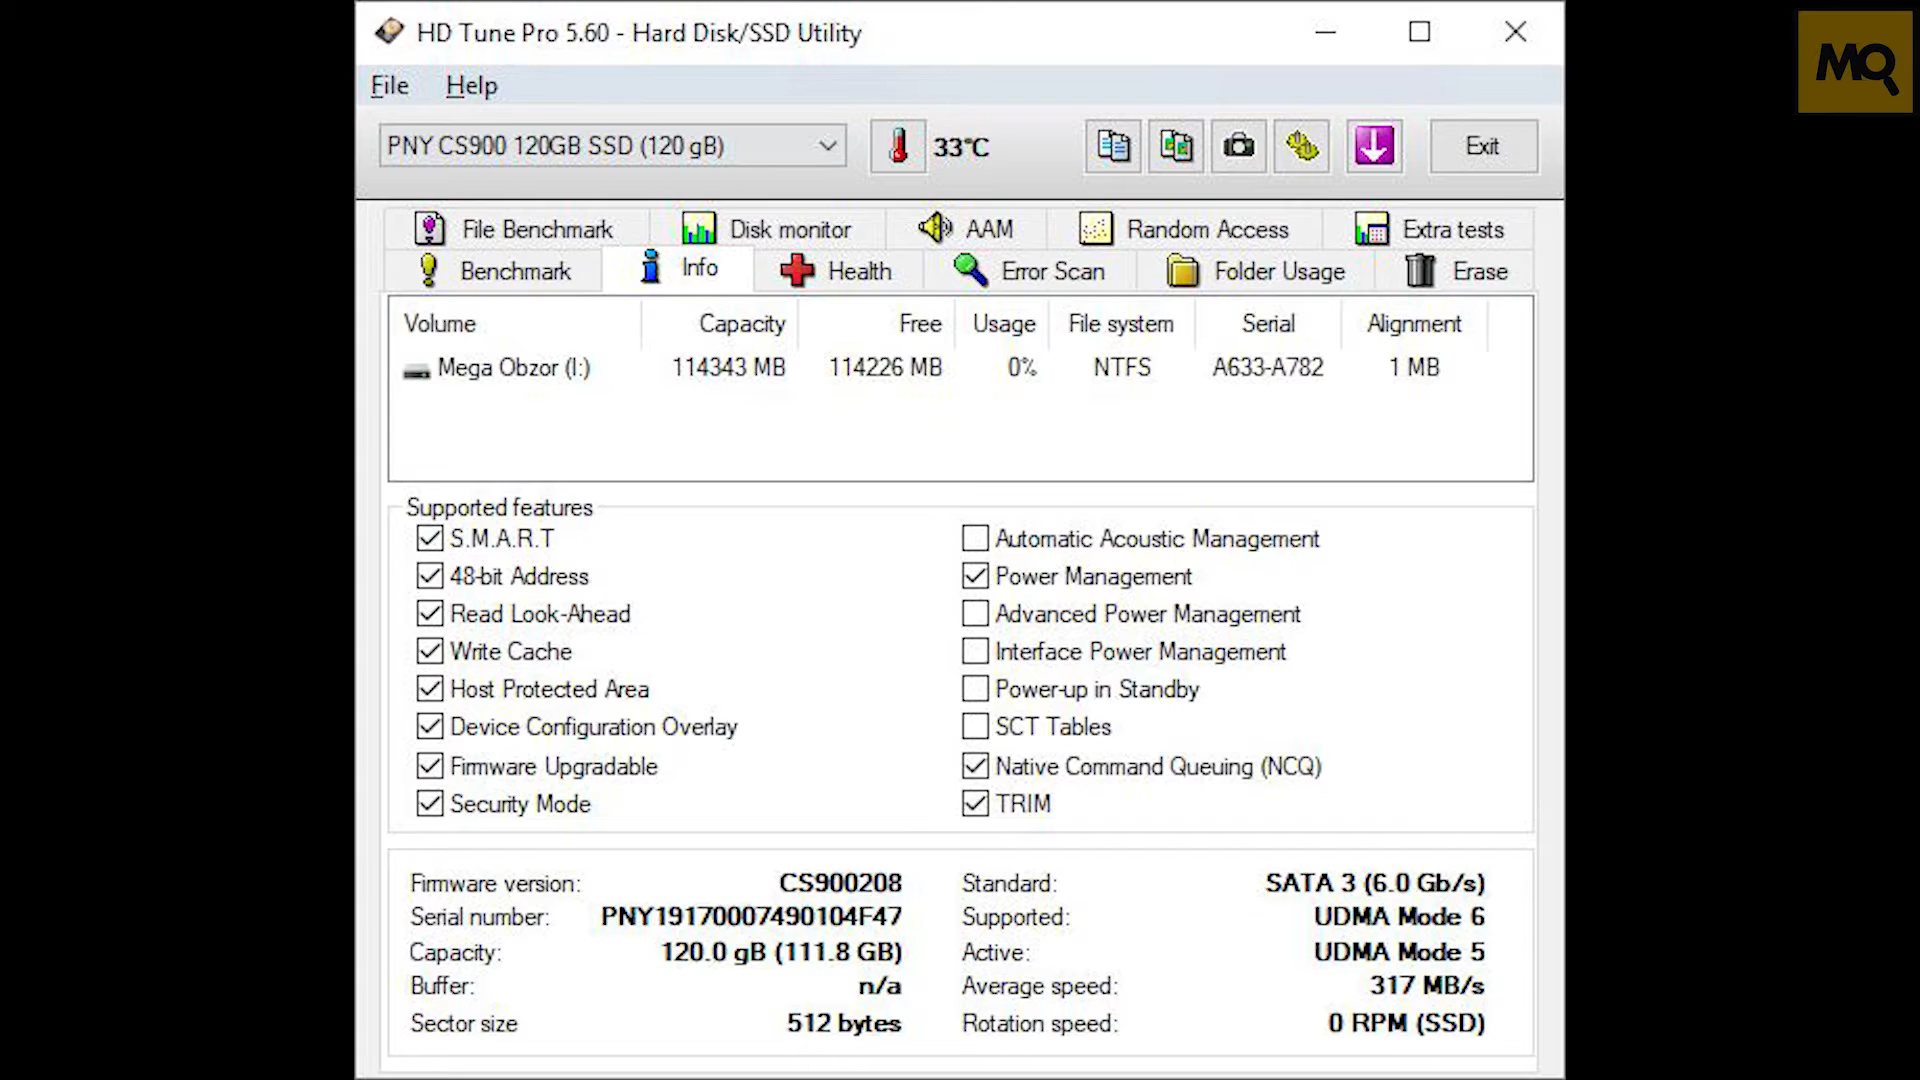 HD Tune Pro 5.60 - Hard Disk/SSD Utility
MQ
File Help
PNY CS900 120GB SSD (120 gB) 33°C Exit
File Benchmark Disk monitor AAM Random Access Extra tests
Benchmark Info Health Error Scan Folder Usage Erase
Volume Capacity Free Usage File system Serial Alignment
Mega Obzor (I:) 114343 MB 114226 MB 0% NTFS A633-A782 1 MB
Supported features
S.M.A.R.T Automatic Acoustic Management
48-bit Address Power Management
Read Look-Ahead Advanced Power Management
Write Cache Interface Power Management
Host Protected Area Power-up in Standby
Device Configuration Overlay SCT Tables
Firmware Upgradable Native Command Queuing (NCQ)
Security Mode TRIM
Firmware version: CS900208 Standard: SATA 3 (6.0 Gb/s)
Serial number: PNY19170007490104F47 Supported: UDMA Mode 6
Capacity: 120.0 gB (111.8 GB) Active: UDMA Mode 5
Buffer: n/a Average speed: 317 MB/s
Sector size 512 bytes Rotation speed: 0 RPM (SSD)